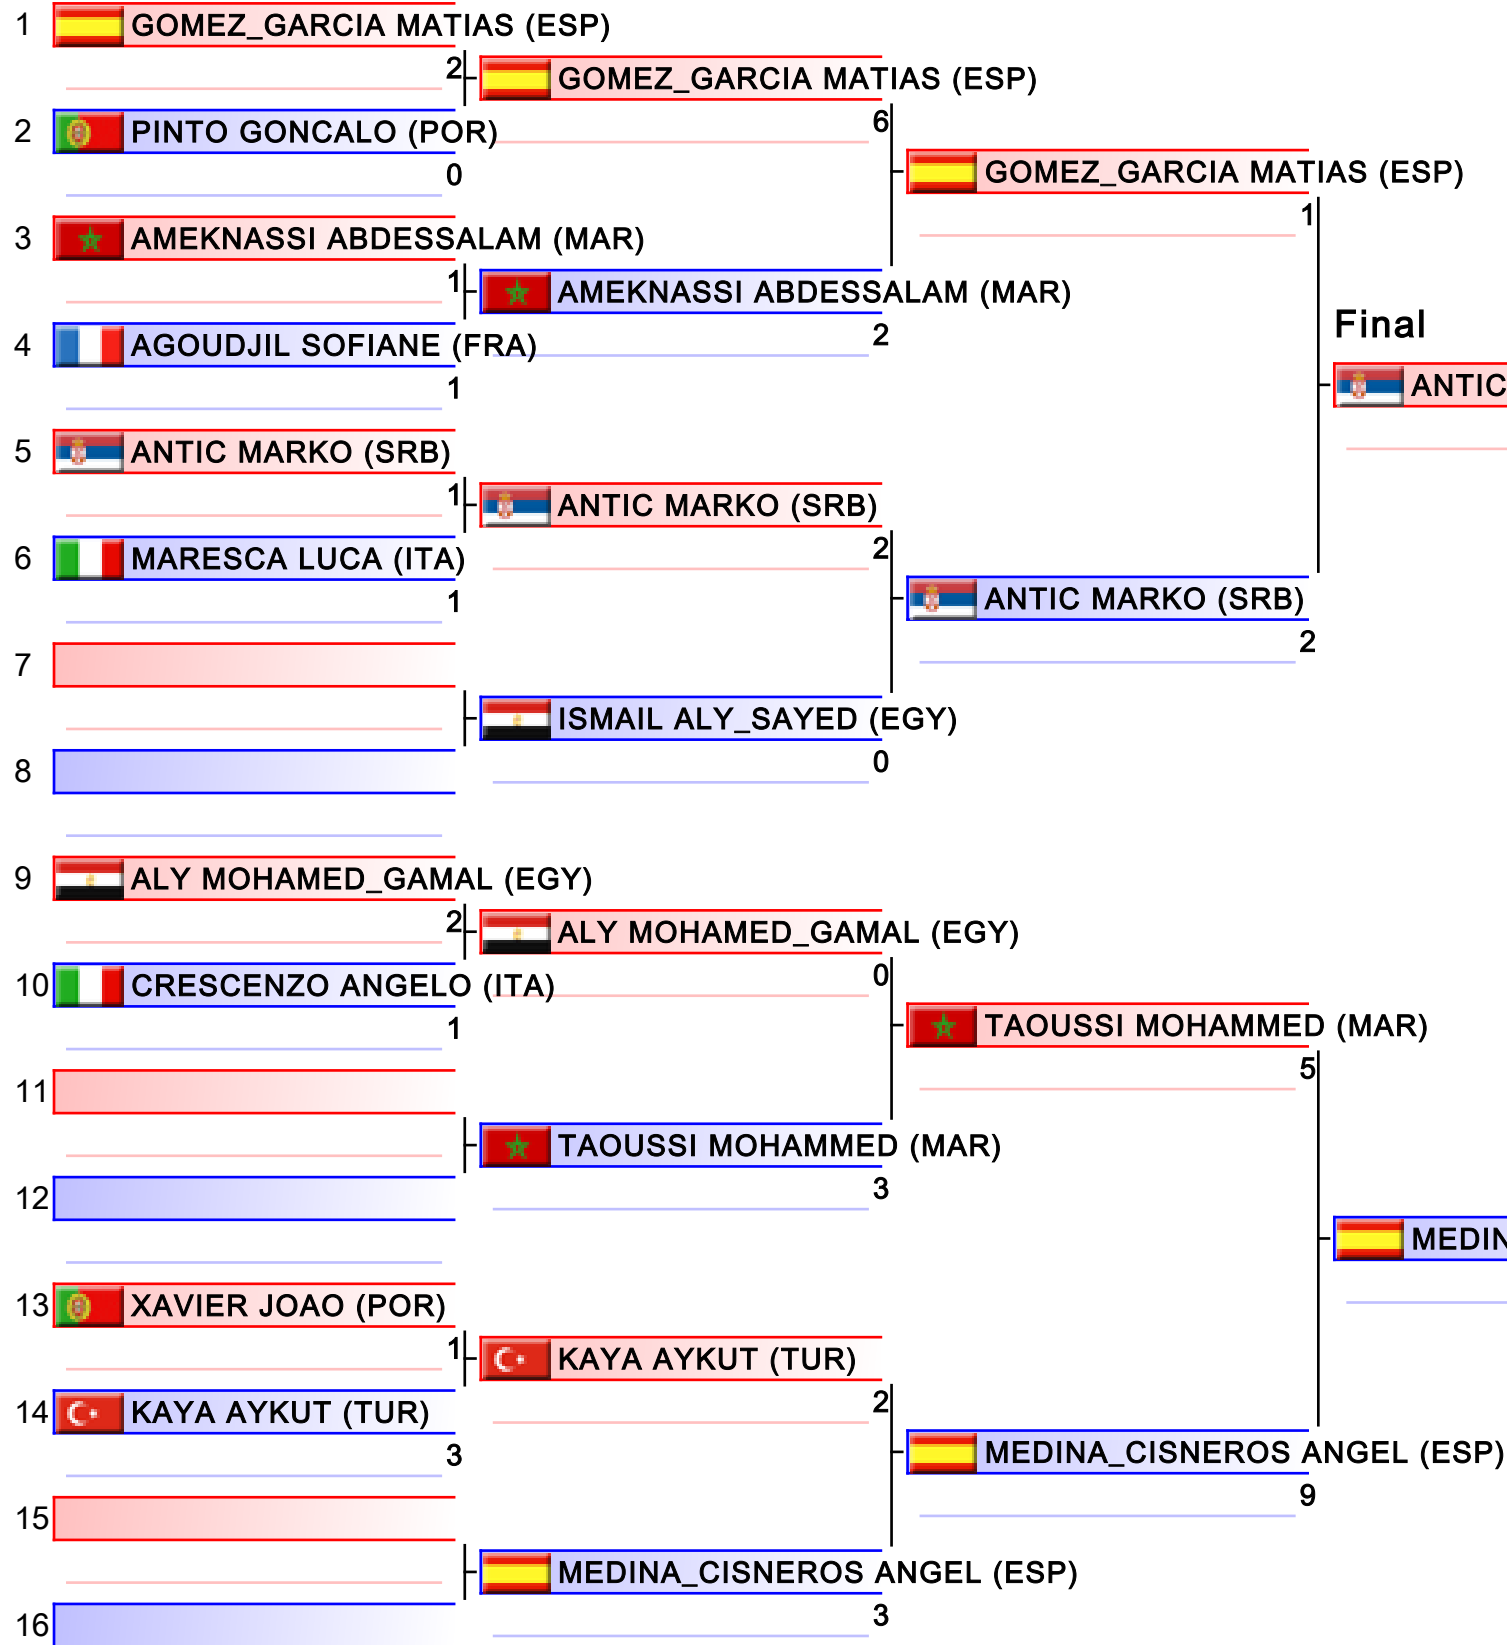 1 GOMEZ_GARCIA MATIAS (ESP)
2 GOMEZ_GARCIA MATIAS (ESP)
2 PINTO GONCALO (POR)
6
GOMEZ_GARCIA MATIAS (ESP)
0
1
3 AMEKNASSI ABDESSALAM (MAR)
1 AMEKNASSI ABDESSALAM (MAR)
Final
4 AGOUDJIL SOFIANE (FRA)
2
1
ANTIC
5 ANTIC MARKO (SRB)
1 ANTIC MARKO (SRB)
6 MARESCA LUCA (ITA)
2
ANTIC MARKO (SRB)
1
2
7
ISMAIL ALY_SAYED (EGY)
8
0
9 ALY MOHAMED_GAMAL (EGY)
2 ALY MOHAMED_GAMAL (EGY)
10 CRESCENZO ANGELO (ITA)
0
TAOUSSI MOHAMMED (MAR)
1
5
11
TAOUSSI MOHAMMED (MAR)
12
3
MEDIN
13 XAVIER JOAO (POR)
1 KAYA AYKUT (TUR)
14 KAYA AYKUT (TUR)
2
3
MEDINA_CISNEROS ANGEL (ESP)
9
15
MEDINA_CISNEROS ANGEL (ESP)
16
3